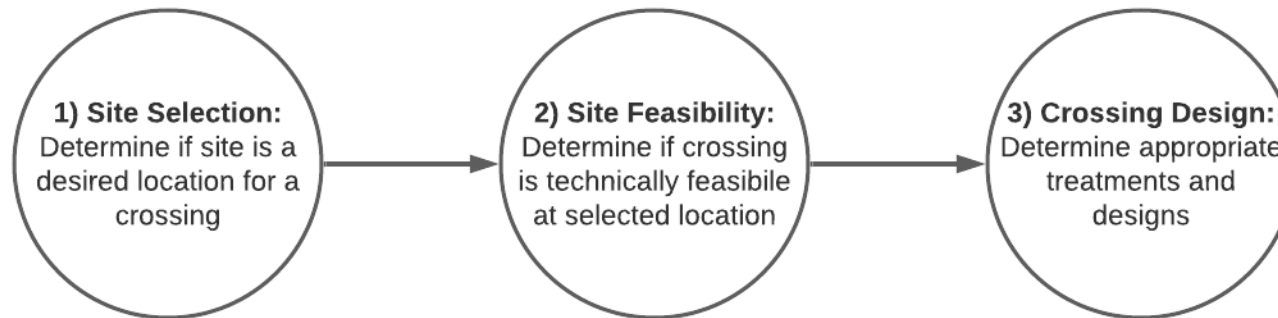 1) Site Selection:
Determine if site is a
desired location for a
crossing
2) Site Feasibility:
Determine if crossing
is technically feasibile
at selected location
3) Crossing Design:
Determine appropriate
treatments and
designs